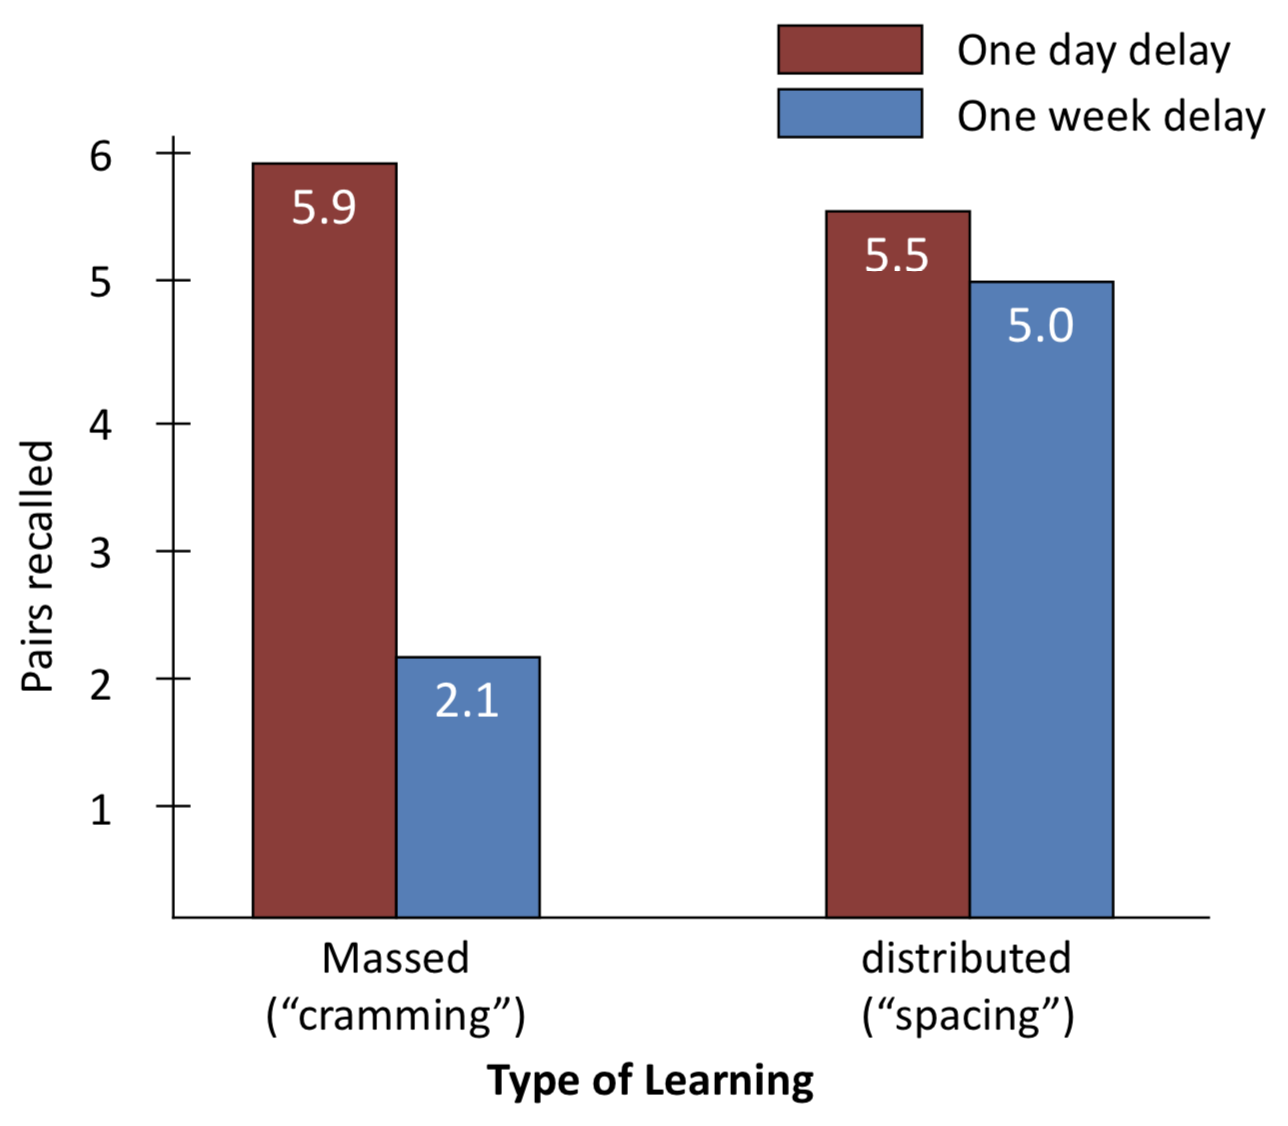 One day delay
One week delay
6
5
4
3
2
1
Pairs recalled
5.9
2.1
5.5
5.0
Massed
(“cramming”)
distributed
(“spacing”)
Type of Learning